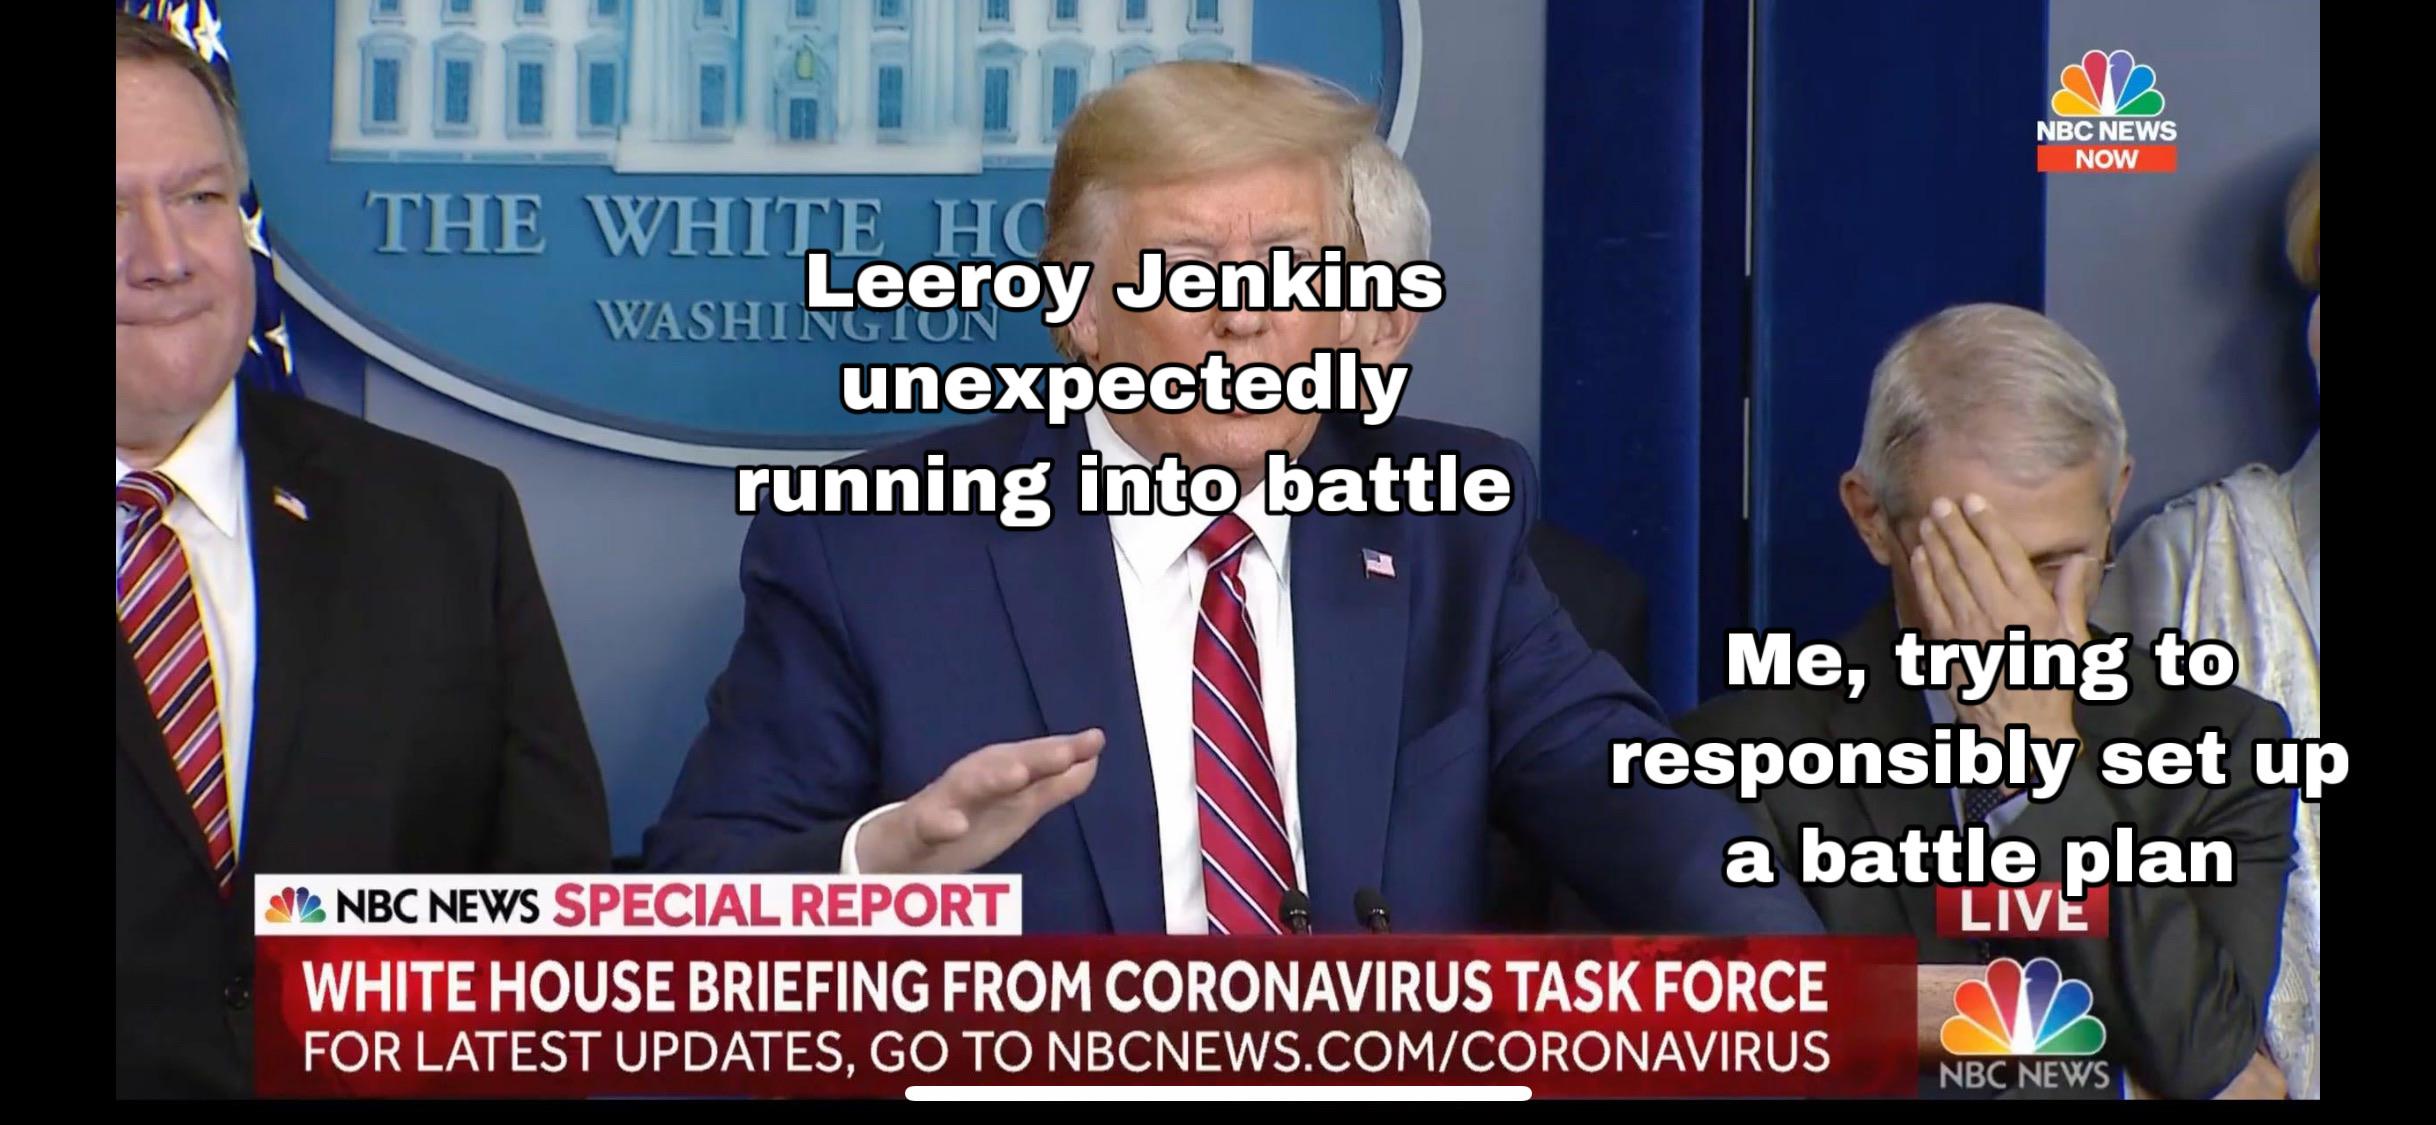 NBC NEWS
NOW
THE WHITE HO
WASHINGTON
Leeroy Jenkins
unexpectedly
running into battle
Me, trying to
responsibly set up
a battle plan
LIVE
NBC NEWS SPECIAL REPORT
WHITE HOUSE BRIEFING FROM CORONAVIRUS TASK FORCE
FOR LATEST UPDATES, GO TO NBCNEWS.COM/CORONAVIRUS
NBC NEWS